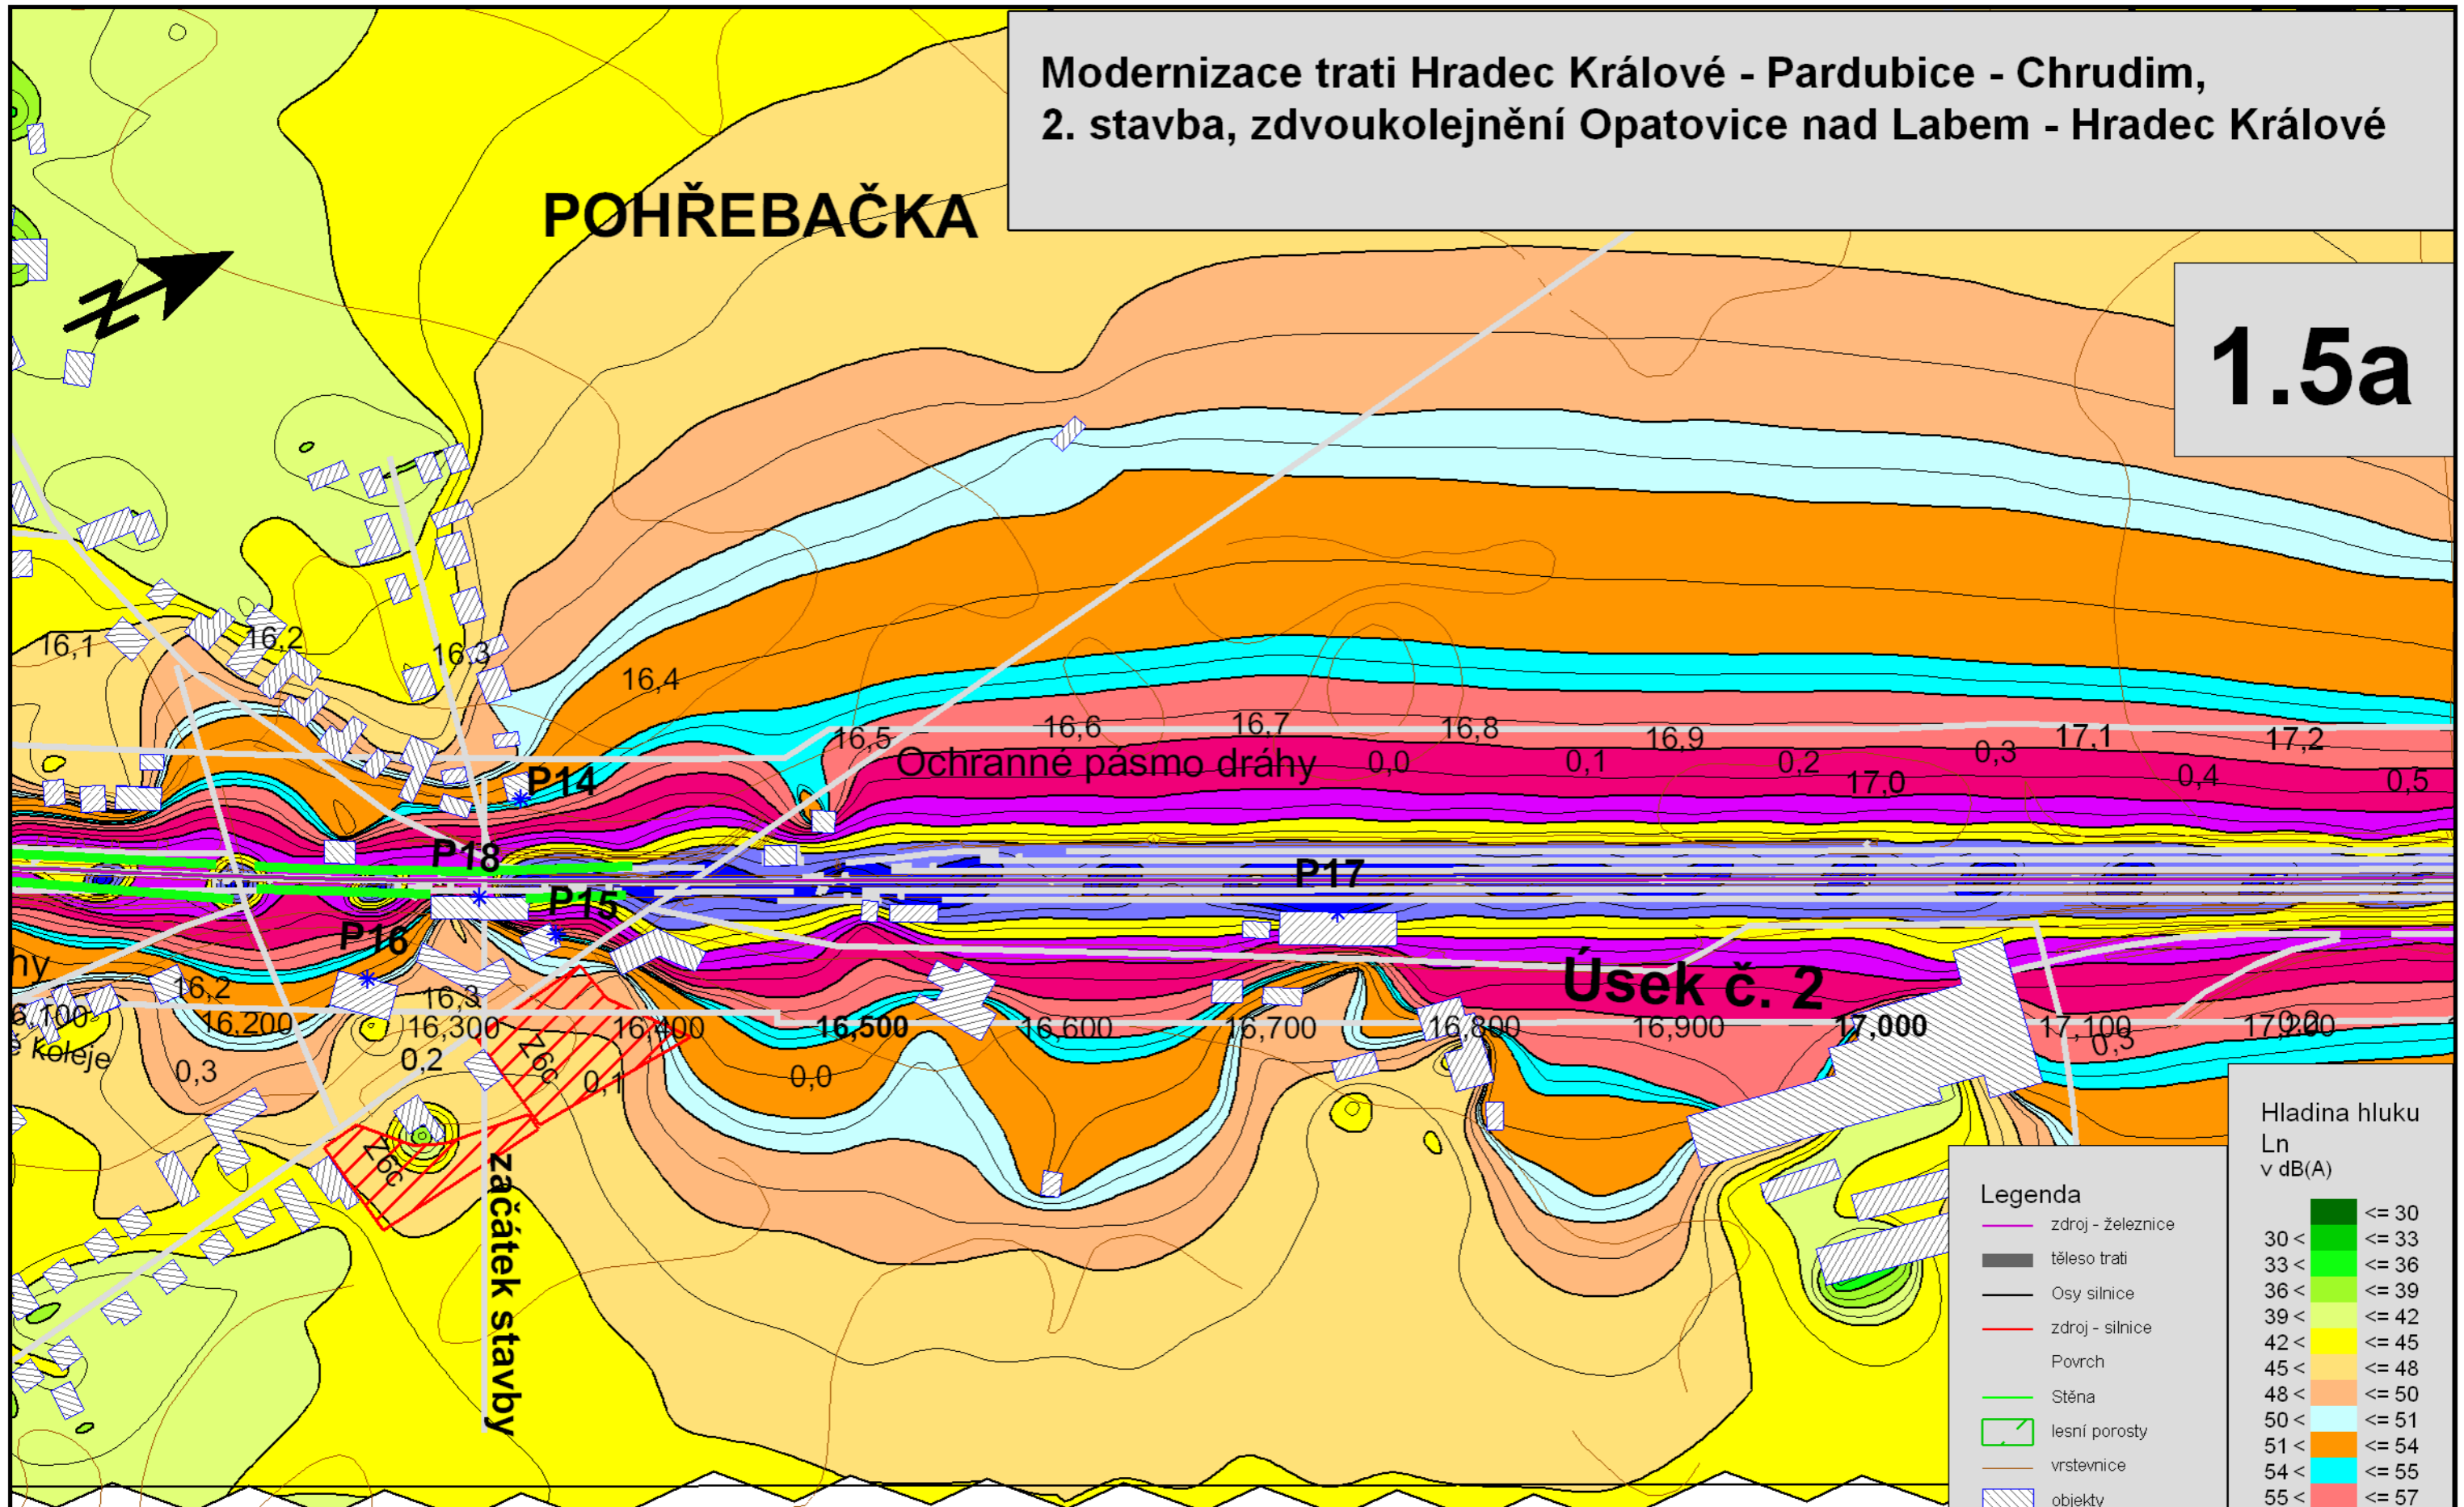 Modernizace trati Hradec Králové - Pardubice - Chrudim,
2. stavba, zdvoukolejnění Opatovice nad Labem - Hradec Králové
POHŘEBAČKA
1.5a
Z
16,1
16,2
16.3
16,4
16,5
16,6
16,7
16,8
16,9
17,0
17,1
17,2
Ochranné pásmo dráhy
0,0
0,1
0,2
0,3
0,4
0,5
P14
P18
P15
P17
P16
hy
Úsek č. 2
16,2
16.3
6,100
16,200
16,300
16,400
16,500
16,600
16,700
16,800
16,900
17,000
17,100
0,3
é koleje
0,3
0,2
0,1
0,0
Z6c
Z6c
začátek stavby
Legenda
zdroj - železnice
těleso trati
Osy silnice
zdroj - silnice
Povrch
Stěna
lesní porosty
vrstevnice
objekty
Hladina hluku
Ln
v dB(A)
<= 30
30 < <= 33
33 < <= 36
36 < <= 39
39 < <= 42
42 < <= 45
45 < <= 48
48 < <= 50
50 < <= 51
51 < <= 54
54 < <= 55
55 < <= 57